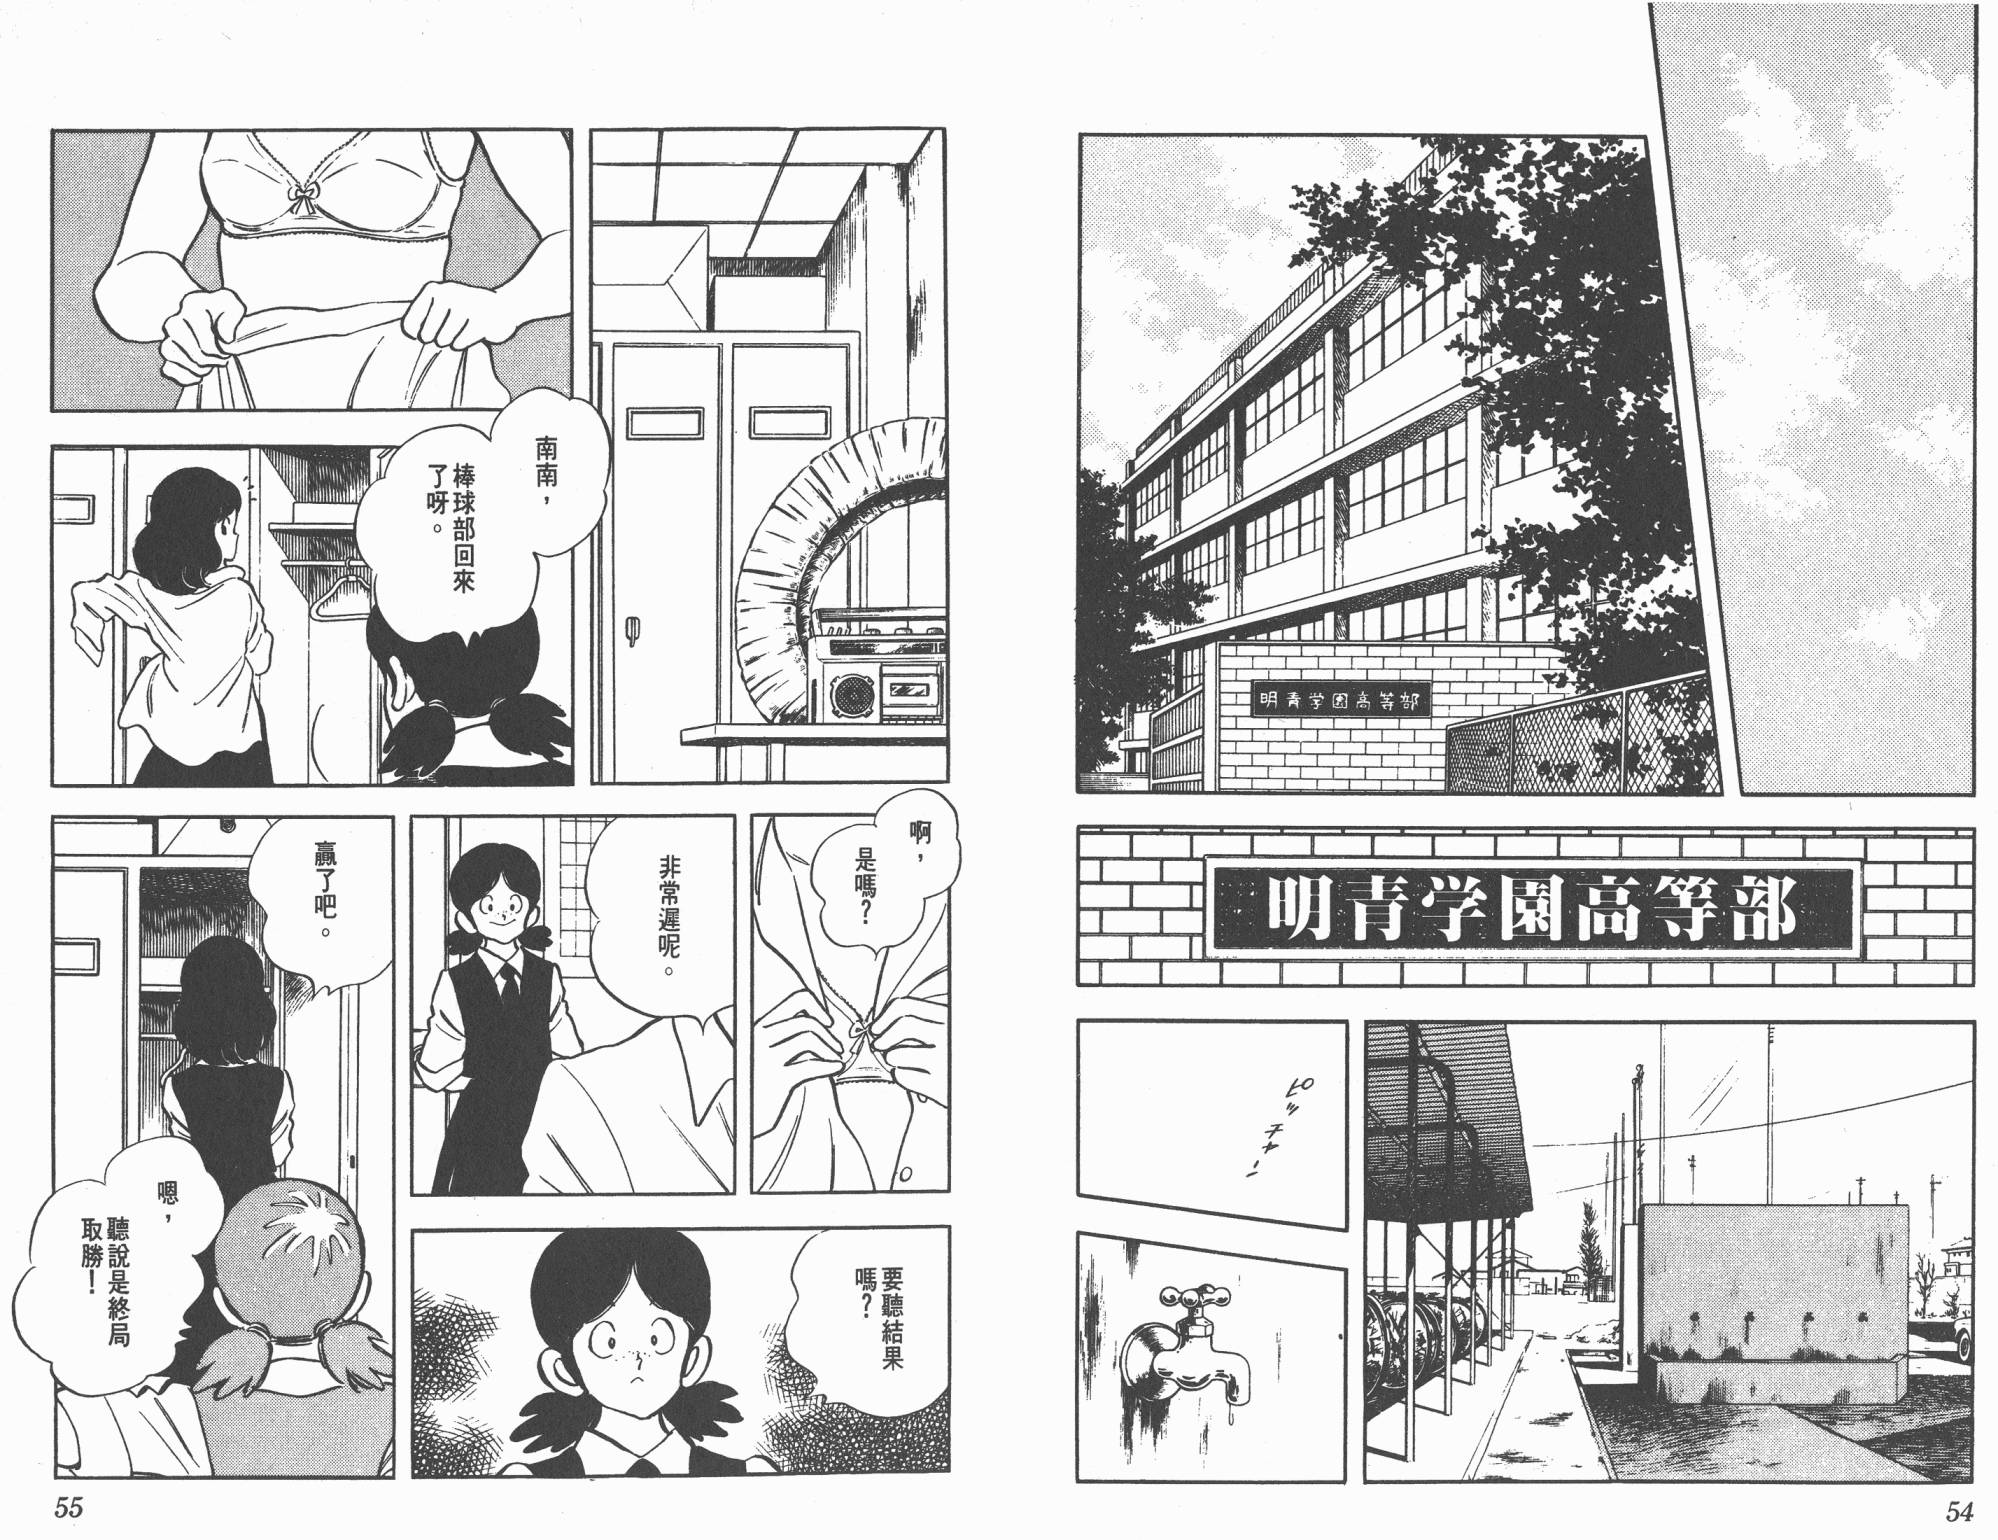 明青学園高等部
明青学園高等部
ピッチャーン
54
南南，
棒球部回來
了呀。
啊，
是嗎？
非常遲呢。
贏了吧。
要聽結果
嗎？
嗯，
聽說是終局
取勝！
55